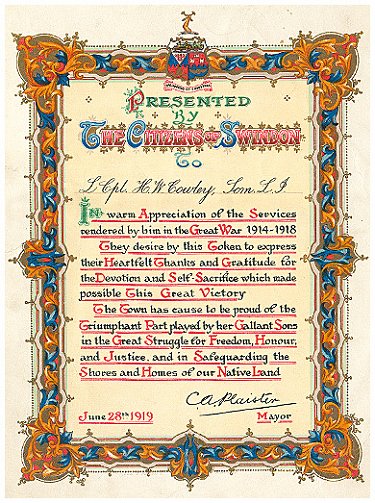 PRESENTED
BY
THE CITIZENS OF SWINDON
TO
L. Cpl. H. W. Cowley, Som. L. I.
IN warm Appreciation of the Services
rendered by him in the Great War 1914-1918
They desire by this Token to express
their Heartfelt Thanks and Gratitude for
the Devotion and Self-Sacrifice which made
possible This Great Victory
The Town has cause to be proud of the
Triumphant Part played by her Gallant Sons
in the Great Struggle for Freedom, Honour,
and Justice, and in Safeguarding the
Shores and Homes of our Native Land
C A Plaister
June 28th 1919 Mayor